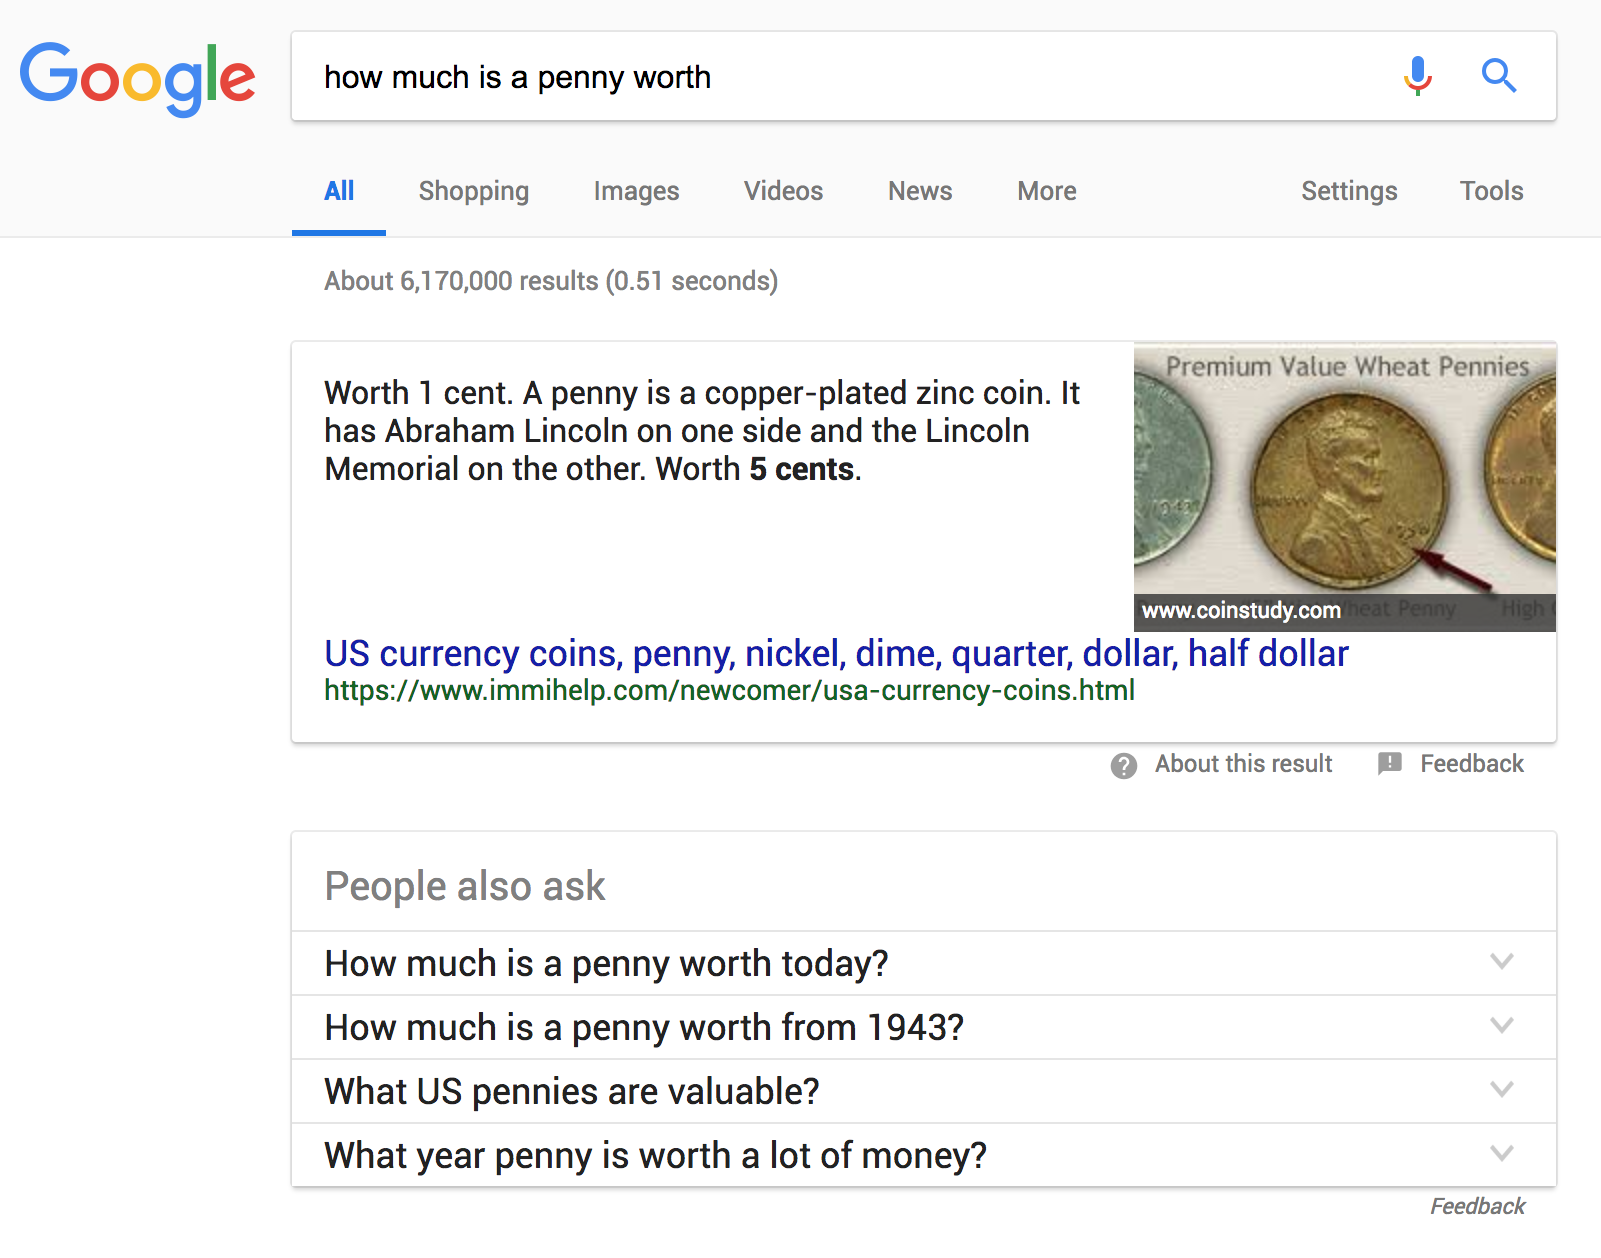 Google
how much is a penny worth
All Shopping Images Videos News More Settings Tools
About 6,170,000 results (0.51 seconds)
Worth 1 cent. A penny is a copper-plated zinc coin. It
has Abraham Lincoln on one side and the Lincoln
Memorial on the other. Worth 5 cents.
Premium Value Wheat Pennies
1943
Wheat Penny High
www.coinstudy.com
US currency coins, penny, nickel, dime, quarter, dollar, half dollar
https://www.immihelp.com/newcomer/usa-currency-coins.html
About this result Feedback
People also ask
How much is a penny worth today?
How much is a penny worth from 1943?
What US pennies are valuable?
What year penny is worth a lot of money?
Feedback